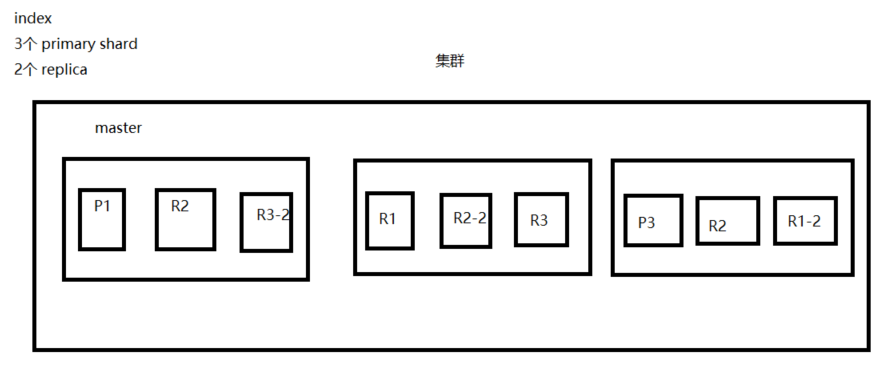 index
3个 primary shard
2个 replica
集群
master
P1
R2
R3-2
R1
R2-2
R3
P3
R2
R1-2